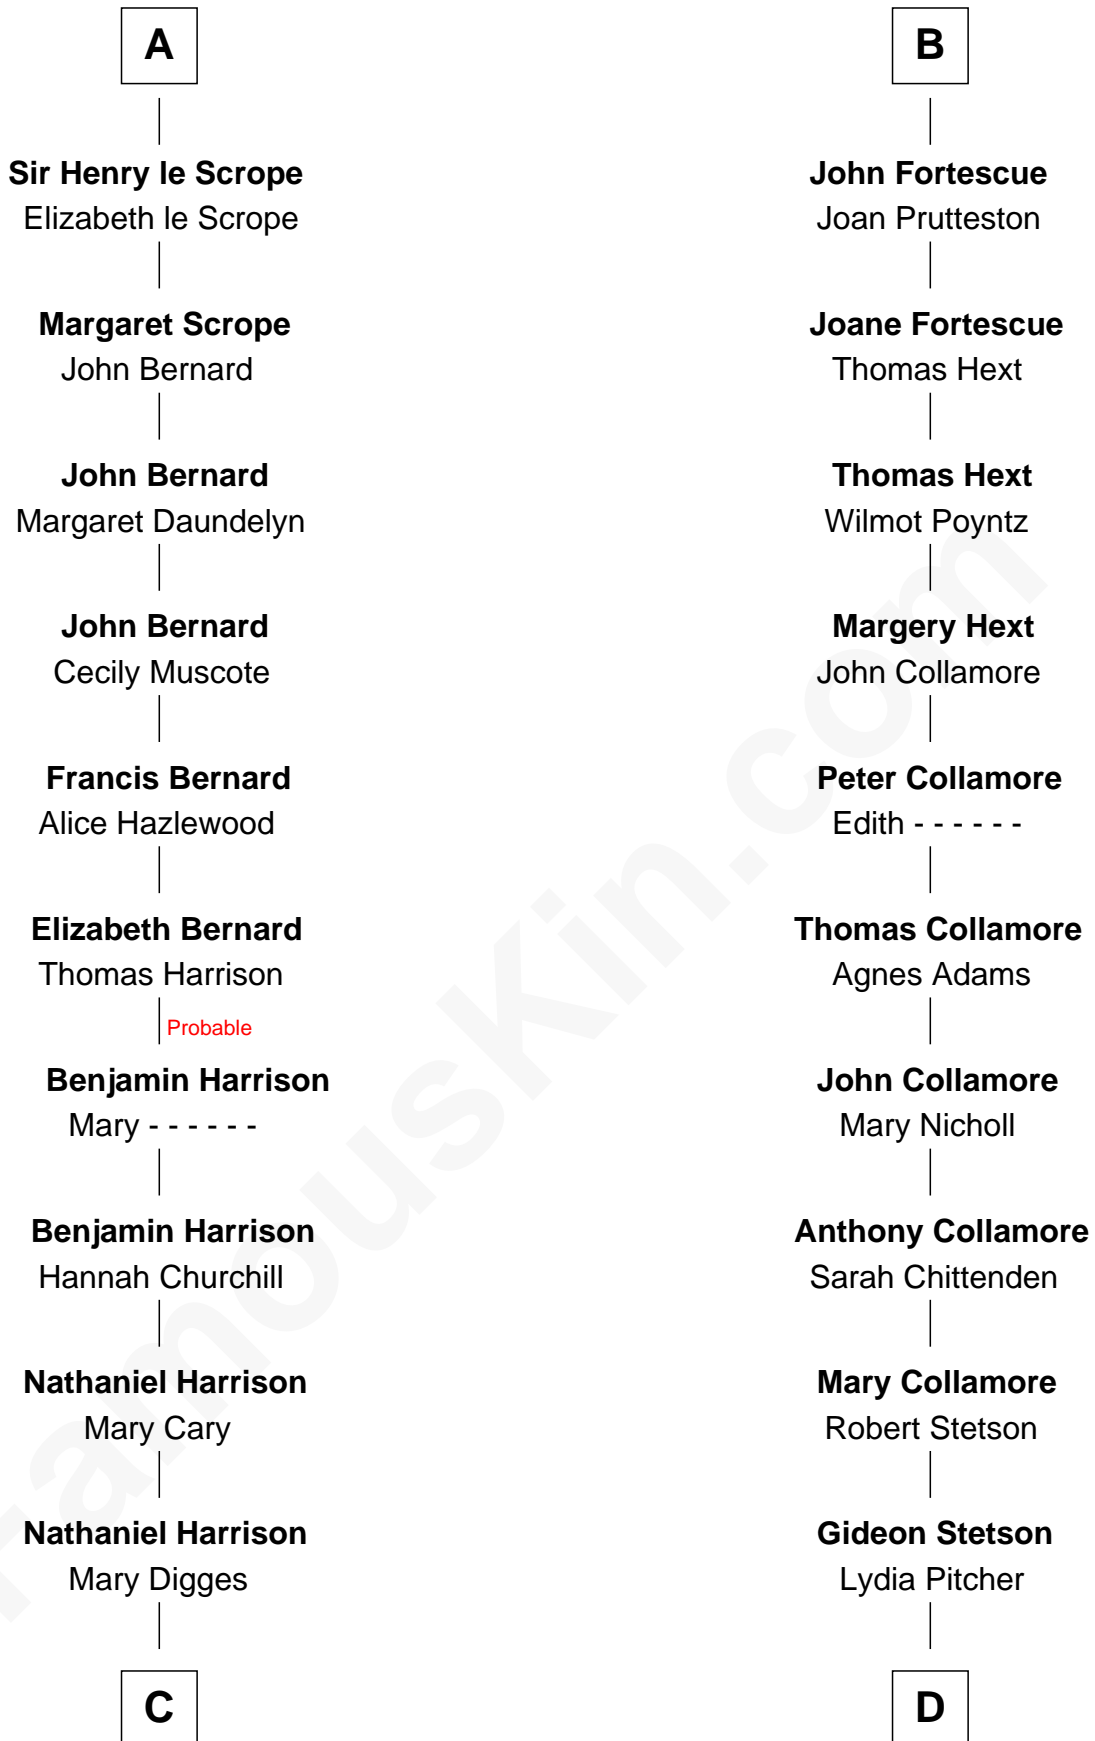 A
Sir Henry le Scrope
Elizabeth le Scrope
Margaret Scrope
John Bernard
John Bernard
Margaret Daundelyn
John Bernard
Cecily Muscote
Francis Bernard
Alice Hazlewood
Elizabeth Bernard
Thomas Harrison
Probable
Benjamin Harrison
Mary - - - - - -
Benjamin Harrison
Hannah Churchill
Nathaniel Harrison
Mary Cary
Nathaniel Harrison
Mary Digges
C
B
John Fortescue
Joan Prutteston
Joane Fortescue
Thomas Hext
Thomas Hext
Wilmot Poyntz
Margery Hext
John Collamore
Peter Collamore
Edith - - - - - -
Thomas Collamore
Agnes Adams
John Collamore
Mary Nicholl
Anthony Collamore
Sarah Chittenden
Mary Collamore
Robert Stetson
Gideon Stetson
Lydia Pitcher
D
FamousKin.com